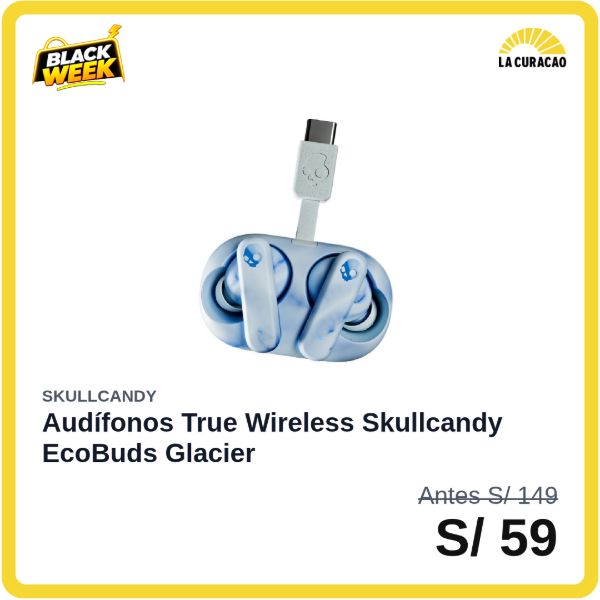 BLACK
WEEK
LA CURACAO
SKULLCANDY
Audífonos True Wireless Skullcandy
EcoBuds Glacier
Antes S/ 149
S/ 59